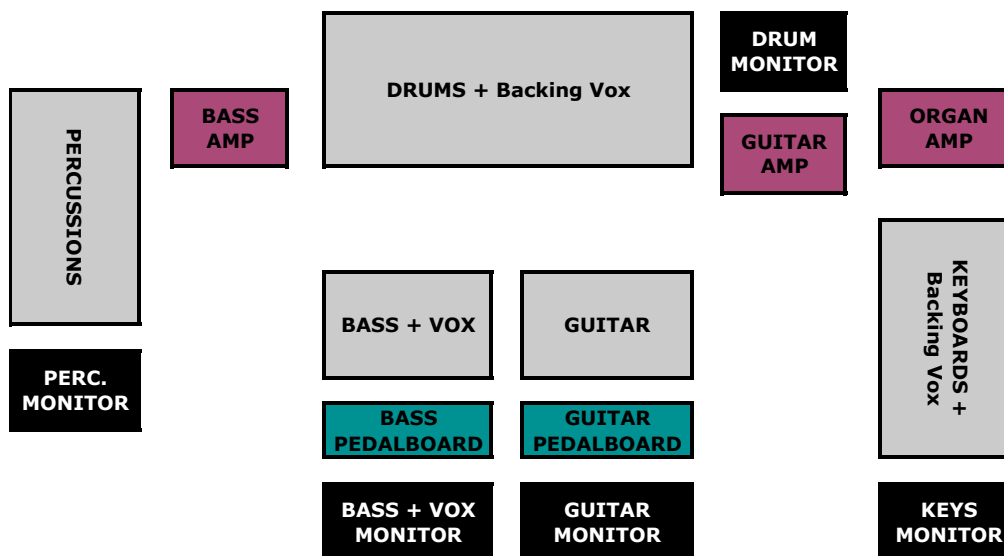 DRUM
MONITOR
DRUMS + Backing Vox
BASS
AMP
GUITAR
AMP
ORGAN
AMP
PERCUSSIONS
PERC.
MONITOR
BASS + VOX
GUITAR
KEYBOARDS +
Backing Vox
BASS
PEDALBOARD
GUITAR
PEDALBOARD
BASS + VOX
MONITOR
GUITAR
MONITOR
KEYS
MONITOR